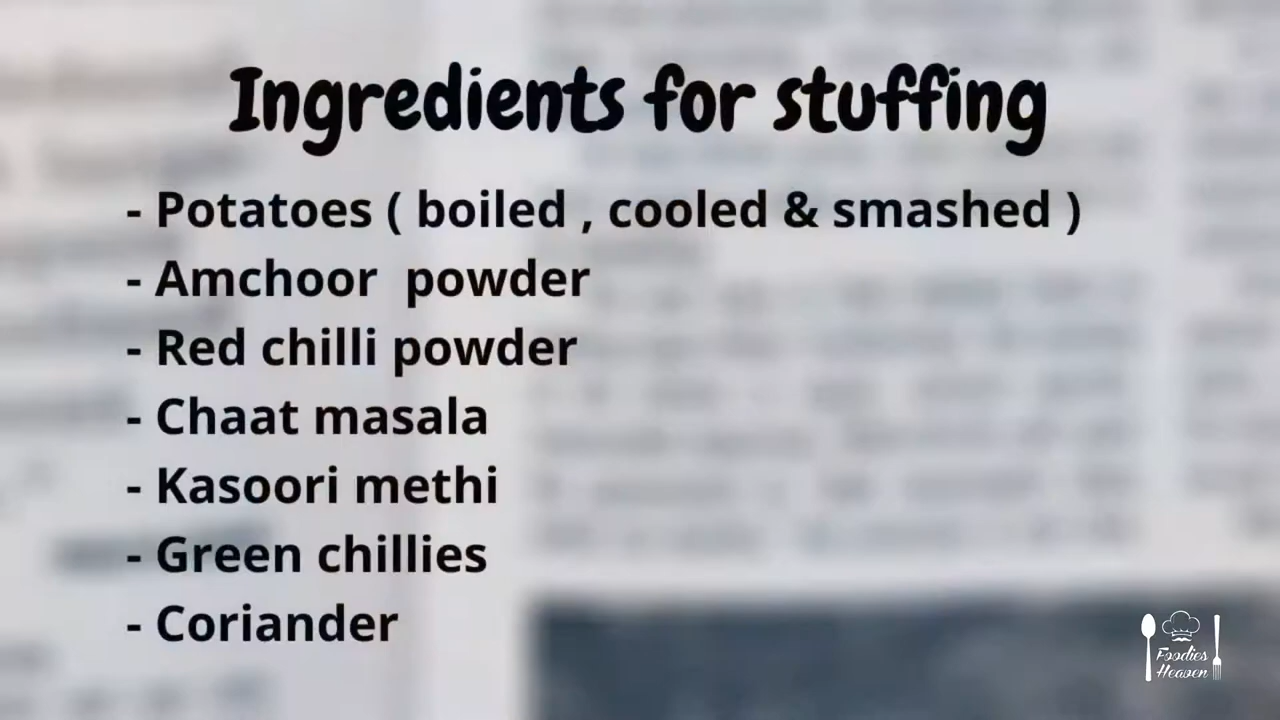 Ingredients for stuffing
- Potatoes ( boiled , cooled & smashed )
- Amchoor  powder
- Red chilli powder
- Chaat masala
- Kasoori methi
- Green chillies
- Coriander
Foodies
Heaven